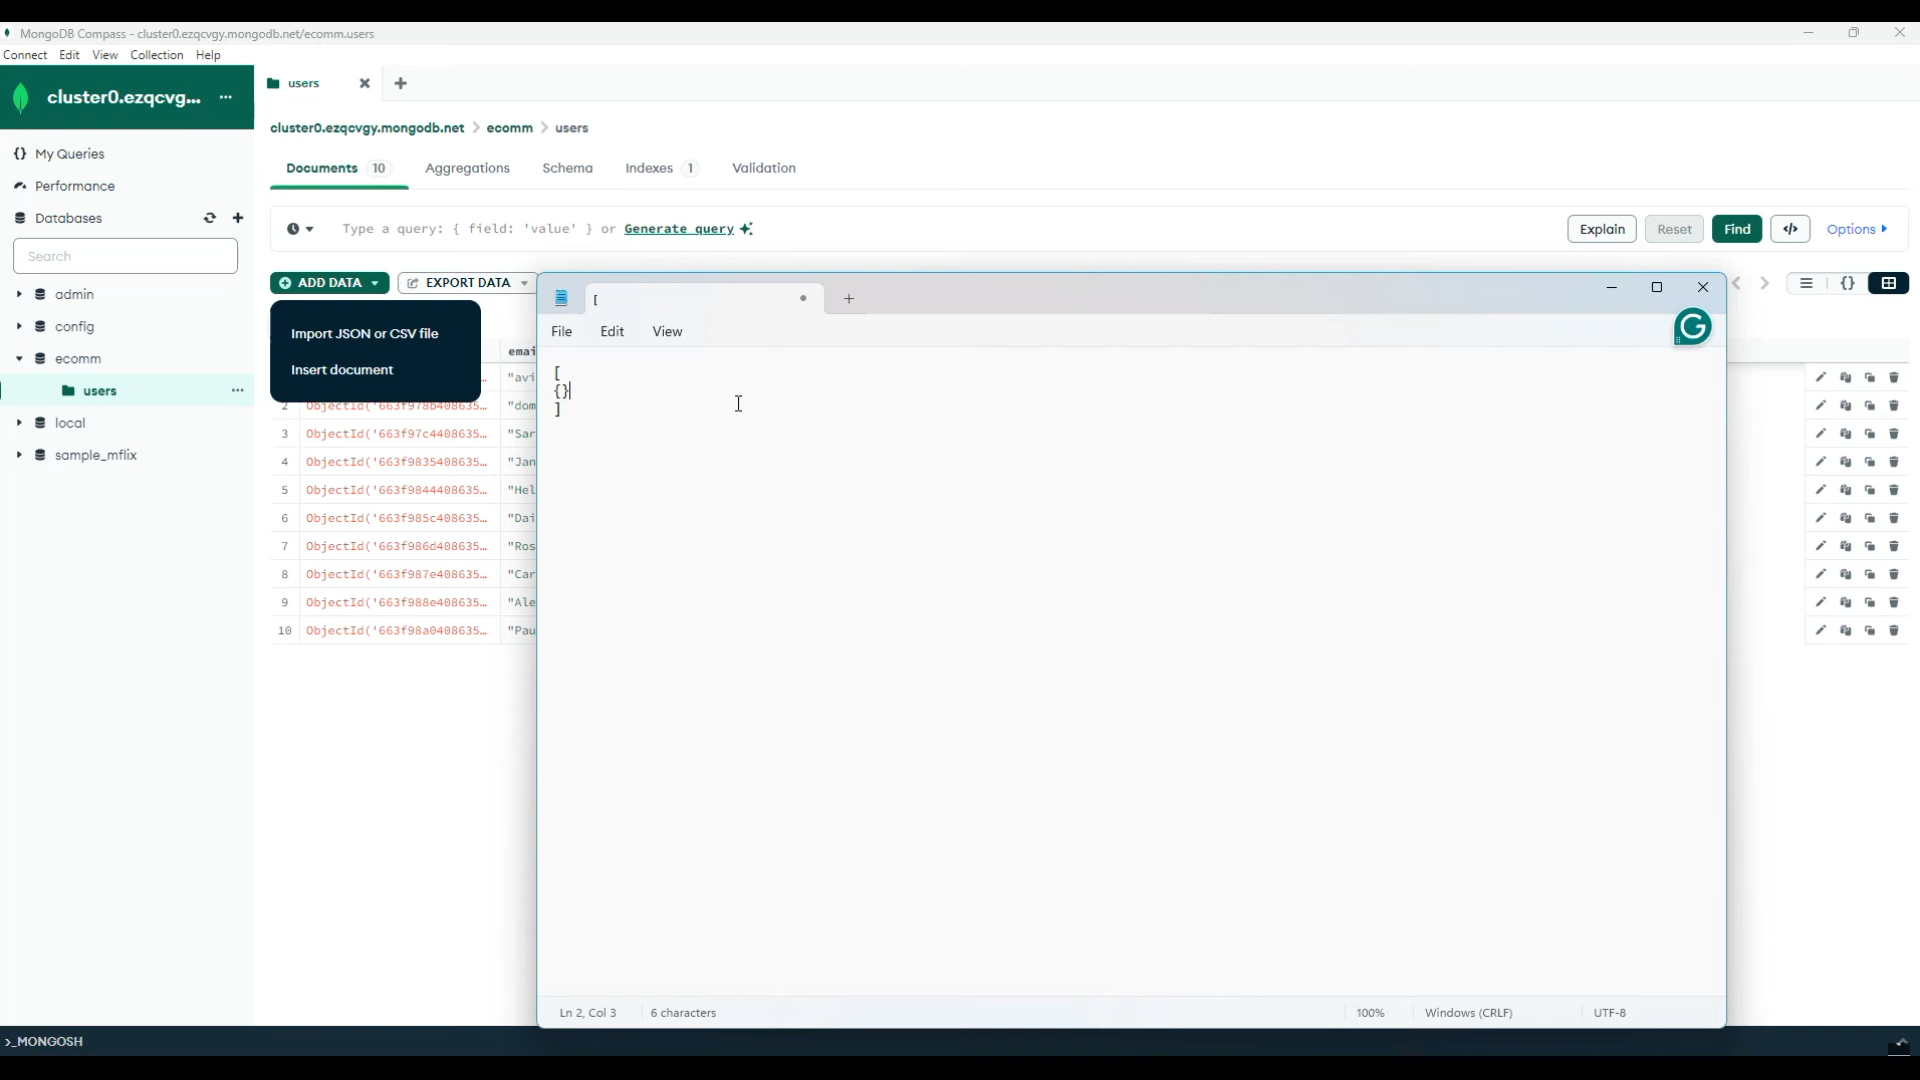 MongoDB Compass - cluster0.ezqcvgy.mongodb.net/ecomm.users
Connect Edit View Collection Help
cluster0.ezqcvg... ...
users
cluster0.ezqcvgy.mongodb.net > ecomm > users
{} My Queries
Documents 10 Aggregations Schema Indexes 1 Validation
Performance
Databases
Type a query: { field: 'value' } or Generate query
Explain Reset Find </> Options
Search
ADD DATA EXPORT DATA
{}
[
admin
Import JSON or CSV file
File Edit View
G
config
emai
ecomm
Insert document
[
"avi
users ...
{}
2 ObjectId('663f978b408635… "dom
]
local
3 ObjectId('663f97c4408635… "Sar
sample_mflix
4 ObjectId('663f9835408635… "Jan
5 ObjectId('663f9844408635… "Hel
6 ObjectId('663f985c408635… "Dai
7 ObjectId('663f986d408635… "Ros
8 ObjectId('663f987e408635… "Car
9 ObjectId('663f988e408635… "Ale
10 ObjectId('663f98a0408635… "Pau
Ln 2, Col 3 6 characters 100% Windows (CRLF) UTF-8
>_MONGOSH